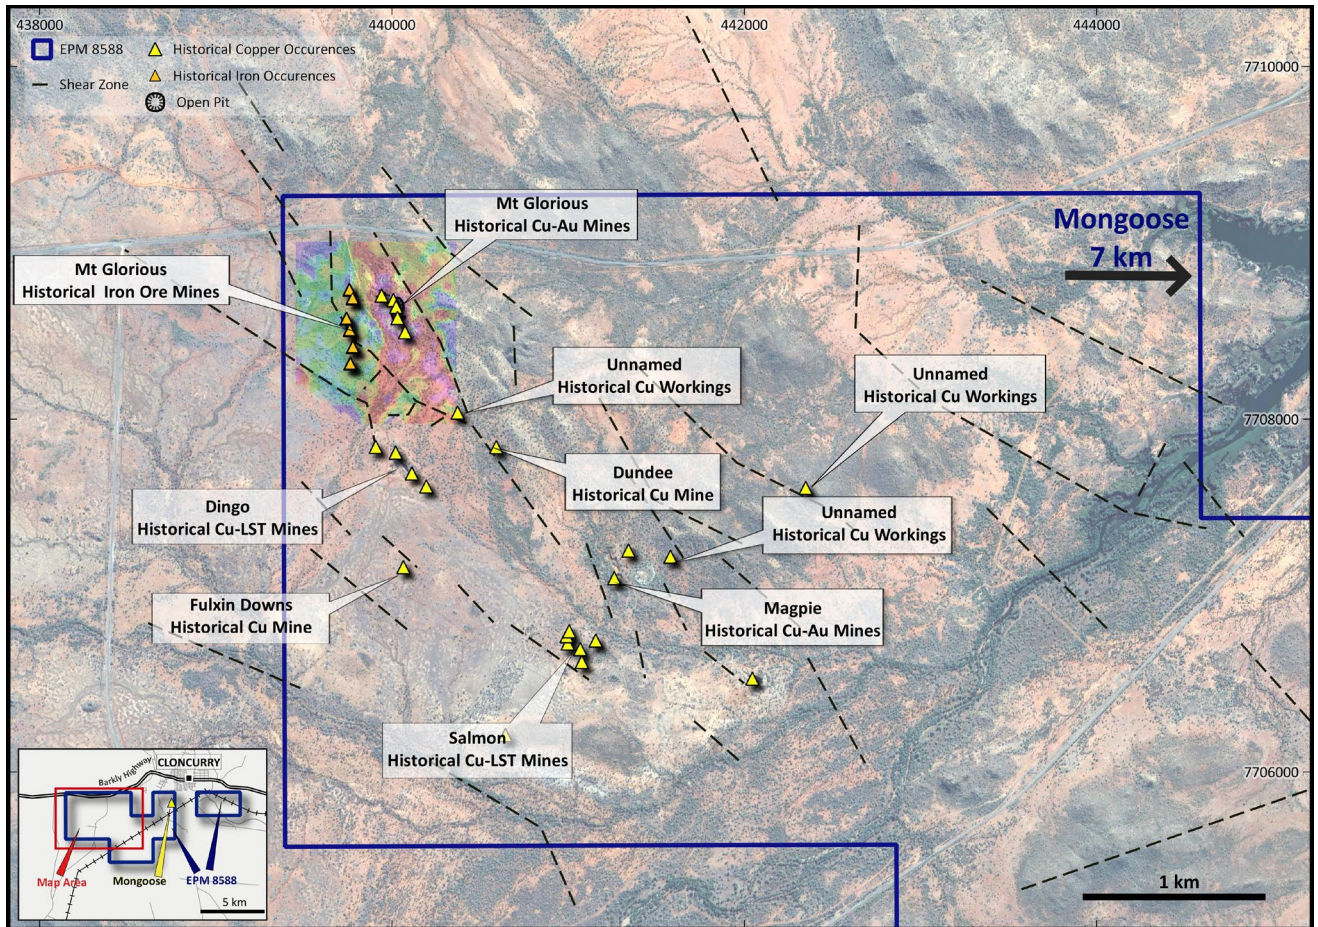 438000
440000
442000
444000
EPM 8588
Historical Copper Occurences
Shear Zone
Historical Iron Occurences
Open Pit
7710000
Mt Glorious
Historical Cu-Au Mines
Mongoose
7 km
Mt Glorious
Historical  Iron Ore Mines
Unnamed
Historical Cu Workings
Unnamed
Historical Cu Workings
7708000
Dundee
Historical Cu Mine
Dingo
Historical Cu-LST Mines
Unnamed
Historical Cu Workings
Fulxin Downs
Historical Cu Mine
Magpie
Historical Cu-Au Mines
Salmon
Historical Cu-LST Mines
7706000
Barkly Highway
CLONCURRY
Map Area
Mongoose
EPM 8588
5 km
1 km